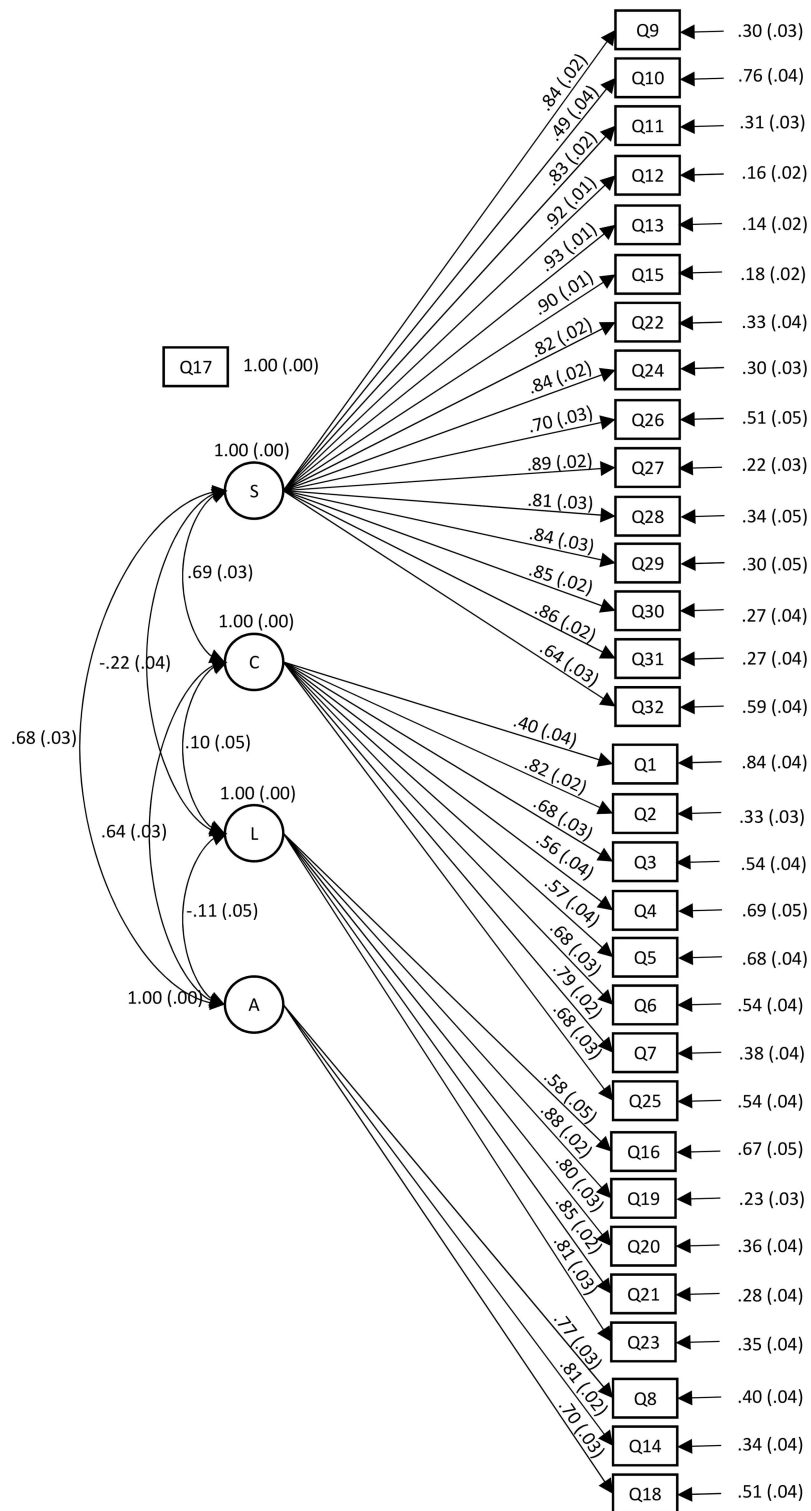 Q9 .30 (.03)
.84 (.02)
Q10 .76 (.04)
.49 (.04)
Q11 .31 (.03)
.83 (.02)
Q12 .16 (.02)
.92 (.01)
Q13 .14 (.02)
.93 (.01)
Q15 .18 (.02)
.90 (.01)
Q22 .33 (.04)
.82 (.02)
Q17 1.00 (.00)
Q24 .30 (.03)
.84 (.02)
Q26 .51 (.05)
.70 (.03)
1.00 (.00)
Q27 .22 (.03)
.89 (.02)
S
Q28 .34 (.05)
.81 (.03)
Q29 .30 (.05)
.84 (.03)
.69 (.03)
Q30 .27 (.04)
.85 (.02)
1.00 (.00)
Q31 .27 (.04)
.86 (.02)
C
-.22 (.04)
Q32 .59 (.04)
.64 (.03)
.68 (.03)
.10 (.05)
Q1 .84 (.04)
.40 (.04)
1.00 (.00)
Q2 .33 (.03)
.82 (.02)
L
.64 (.03)
Q3 .54 (.04)
.68 (.03)
-.11 (.05)
Q4 .69 (.05)
.56 (.04)
Q5 .68 (.04)
.57 (.04)
1.00 (.00)
A
Q6 .54 (.04)
.68 (.03)
Q7 .38 (.04)
.79 (.02)
Q25 .54 (.04)
.68 (.03)
Q16 .67 (.05)
.58 (.05)
Q19 .23 (.03)
.88 (.02)
Q20 .36 (.04)
.80 (.03)
Q21 .28 (.04)
.85 (.02)
Q23 .35 (.04)
.81 (.03)
Q8 .40 (.04)
.77 (.03)
Q14 .34 (.04)
.81 (.02)
Q18 .51 (.04)
.70 (.03)